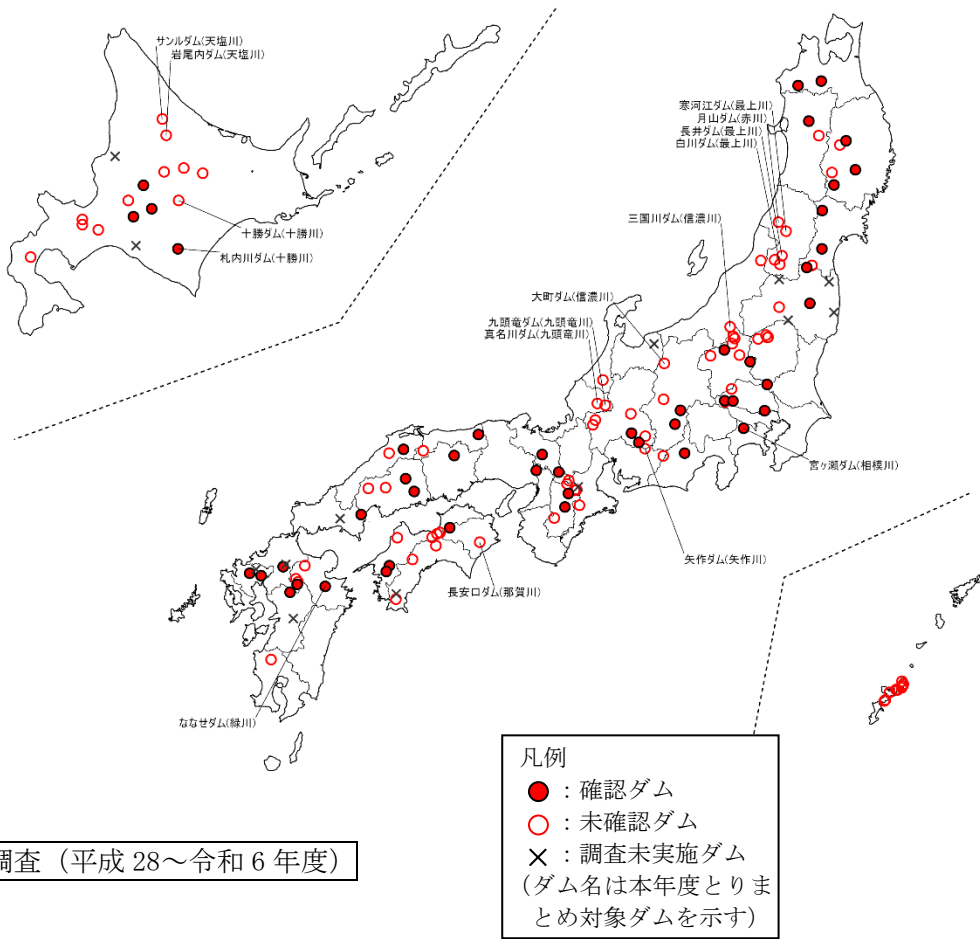 サンルダム(天塩川)
岩尾内ダム(天塩川)
十勝ダム(十勝川)
札内川ダム(十勝川)
寒河江ダム(最上川)
月山ダム(赤川)
長井ダム(最上川)
白川ダム(最上川)
三国川ダム(信濃川)
大町ダム(信濃川)
九頭竜ダム(九頭竜川)
真名川ダム(九頭竜川)
宮ヶ瀬ダム(相模川)
矢作ダム(矢作川)
長安口ダム(那賀川)
ななせダム(緑川)
凡例
:確認ダム
:未確認ダム
×:調査未実施ダム
(ダム名は本年度とりま
とめ対象ダムを示す)
調査(平成 28～令和 6 年度)